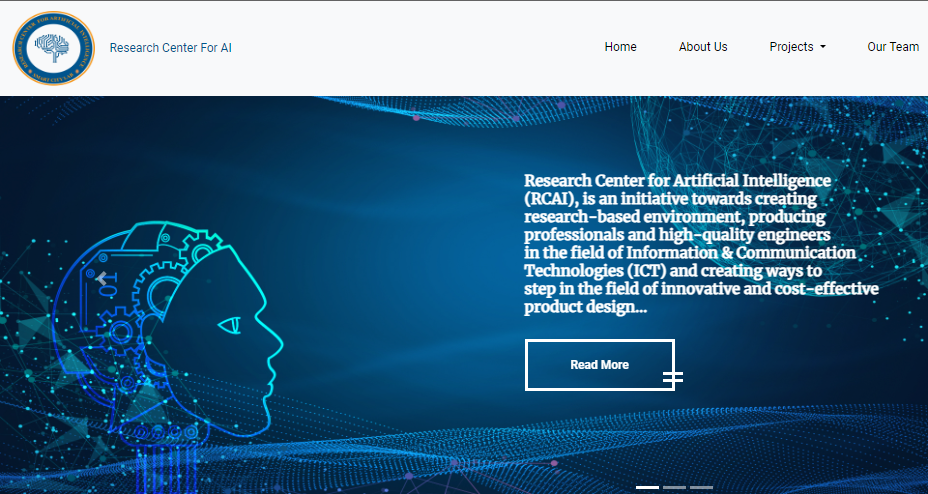 Research Center For AI
Home
About Us
Projects
Our Team
Research Center for Artificial Intelligence
(RCAI), is an initiative towards creating
research-based environment, producing
professionals and high-quality engineers
in the field of Information & Communication
Technologies (ICT) and creating ways to
step in the field of innovative and cost-effective
product design...
Read More